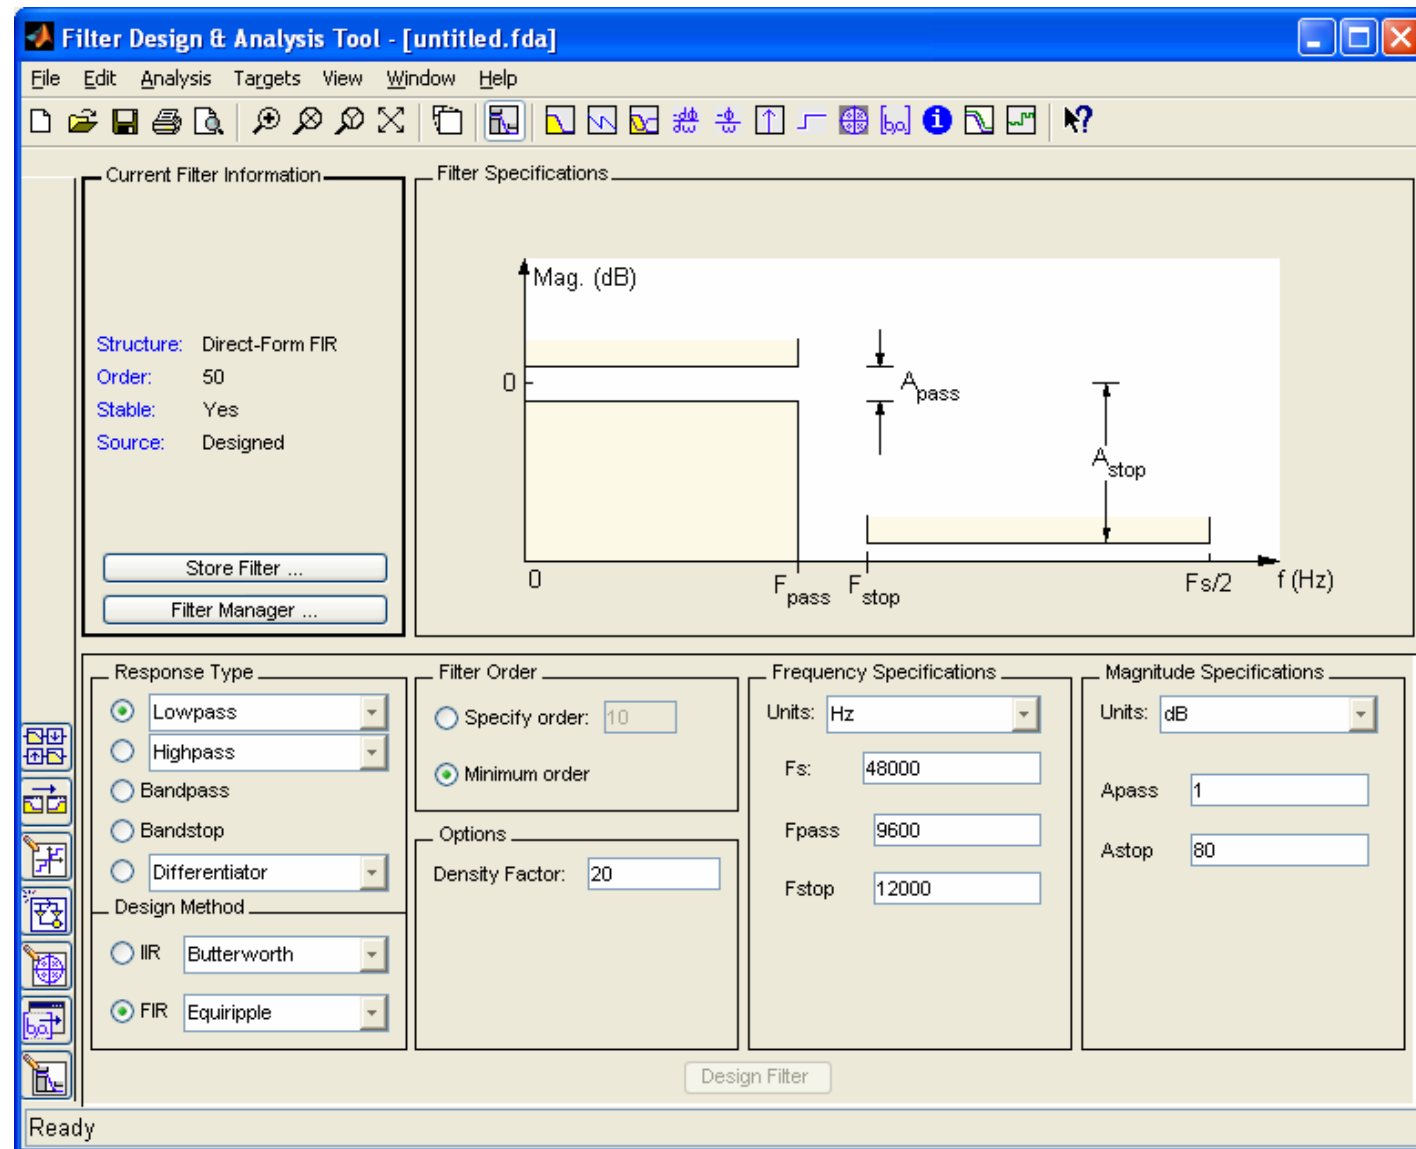 Filter Design & Analysis Tool - [untitled.fda]
File Edit Analysis Targets View Window Help
Current Filter Information
Structure: Direct-Form FIR
Order: 50
Stable: Yes
Source: Designed
Store Filter ...
Filter Manager ...
Filter Specifications
Mag. (dB)
0
Apass
Astop
0
Fpass
Fstop
Fs/2
f (Hz)
Response Type
Lowpass
Highpass
Bandpass
Bandstop
Differentiator
Design Method
IIR Butterworth
FIR Equiripple
Filter Order
Specify order: 10
Minimum order
Options
Density Factor: 20
Frequency Specifications
Units: Hz
Fs: 48000
Fpass 9600
Fstop 12000
Magnitude Specifications
Units: dB
Apass 1
Astop 80
Design Filter
Ready